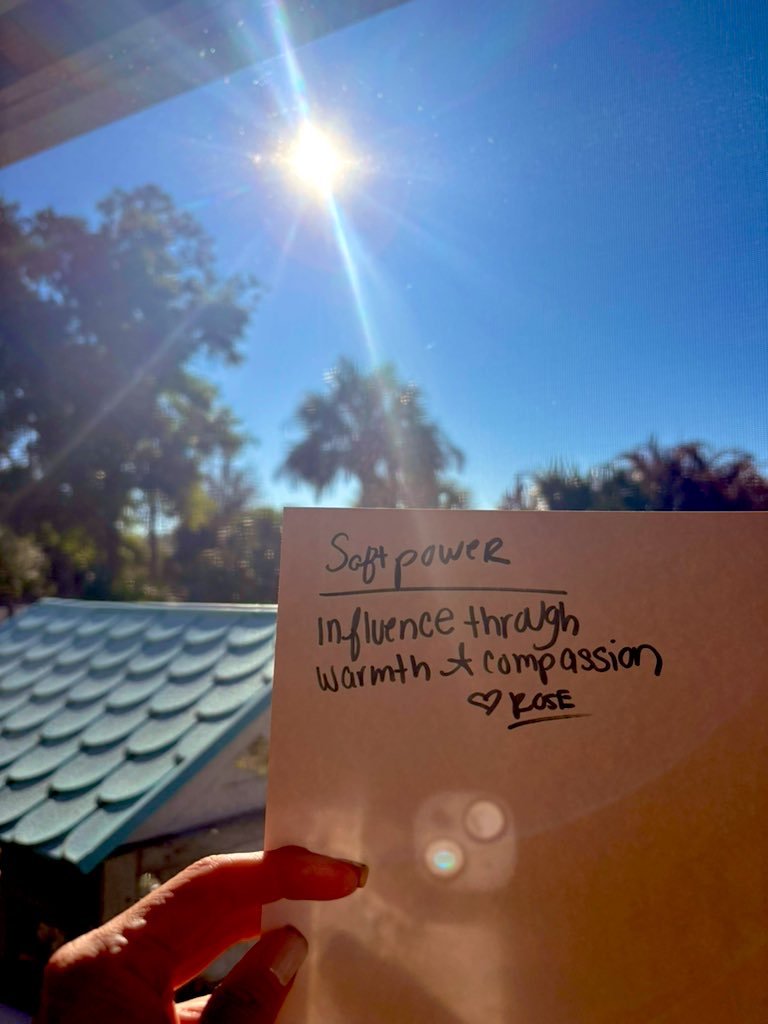 Soft power
Influence through
warmth & compassion
♡ ROSE